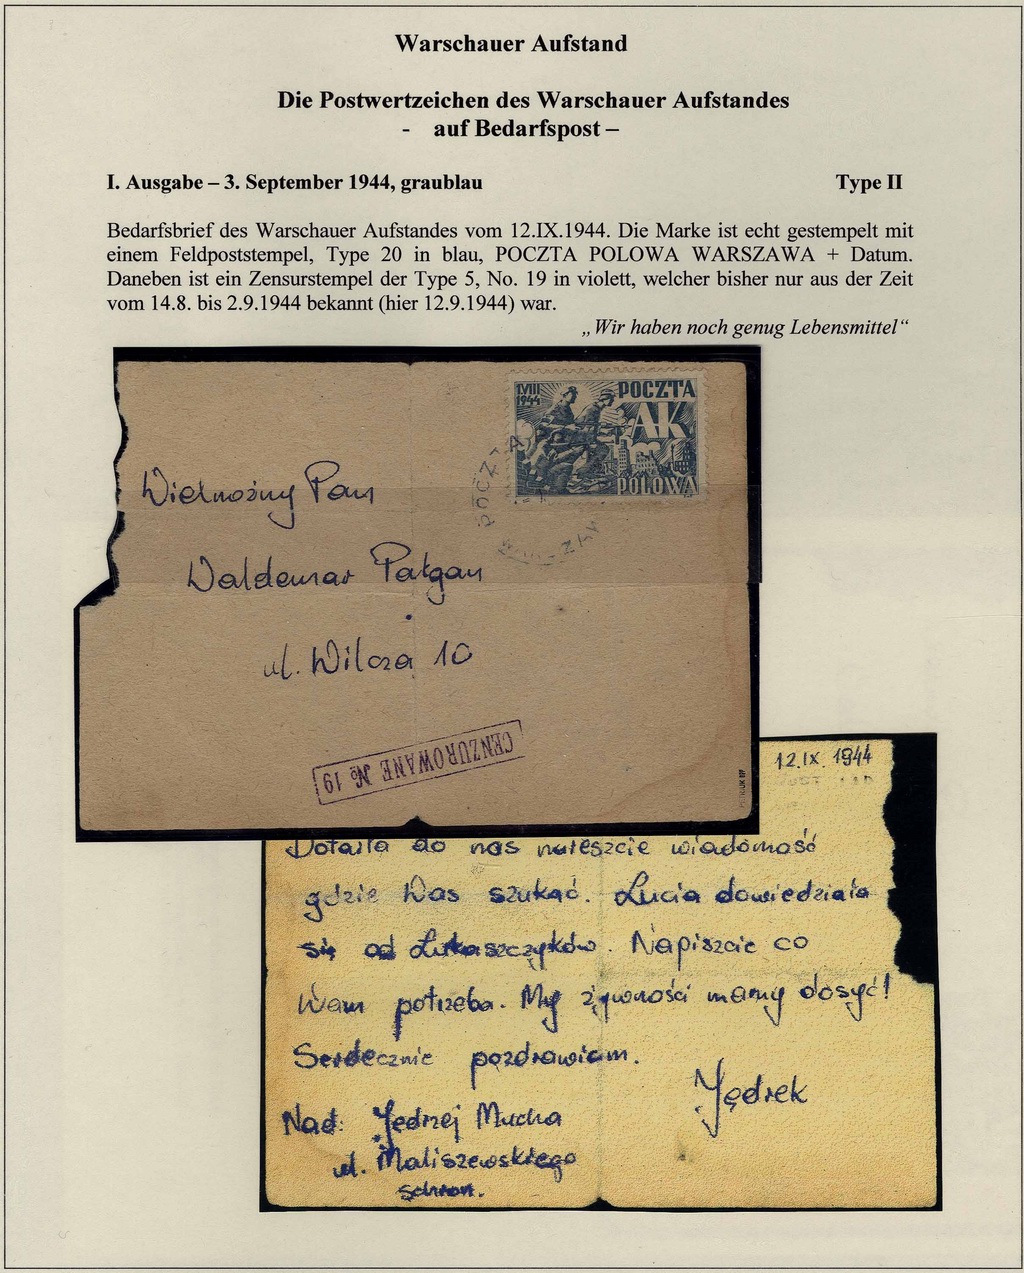 Warschauer Aufstand
Die Postwertzeichen des Warschauer Aufstandes
- auf Bedarfspost –
I. Ausgabe – 3. September 1944, graublau Type II
Bedarfsbrief des Warschauer Aufstandes vom 12.IX.1944. Die Marke ist echt gestempelt mit
einem Feldpoststempel, Type 20 in blau, POCZTA POLOWA WARSZAWA + Datum.
Daneben ist ein Zensurstempel der Type 5, No. 19 in violett, welcher bisher nur aus der Zeit
vom 14.8. bis 2.9.1944 bekannt (hier 12.9.1944) war.
„Wir haben noch genug Lebensmittel“
1.VIII
1944
POCZTA
AK
POLOWA
POCZTA
Wielmożny Pan
Waldemar Patgan
ul. Wilcza 10
CENZUROWANE № 19
12.IX. 1944
Dotarła do nas nareszcie wiadomość
gdzie Was szukać. Lucia dowiedziała
się od Łukaszczyków. Napiszcie co
Wam potrzeba. My żywności mamy dosyć!
Serdecznie pozdrawiam.
Jędrek
Nad: Jędrzej Mucha
ul. Maliszewskiego
schron.